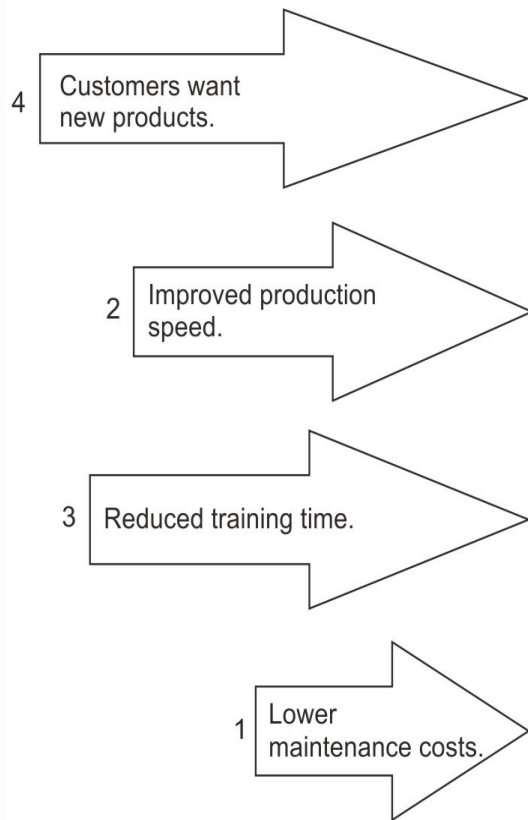 4
Customers want
new products.
2
Improved production
speed.
3
Reduced training time.
1
Lower
maintenance costs.